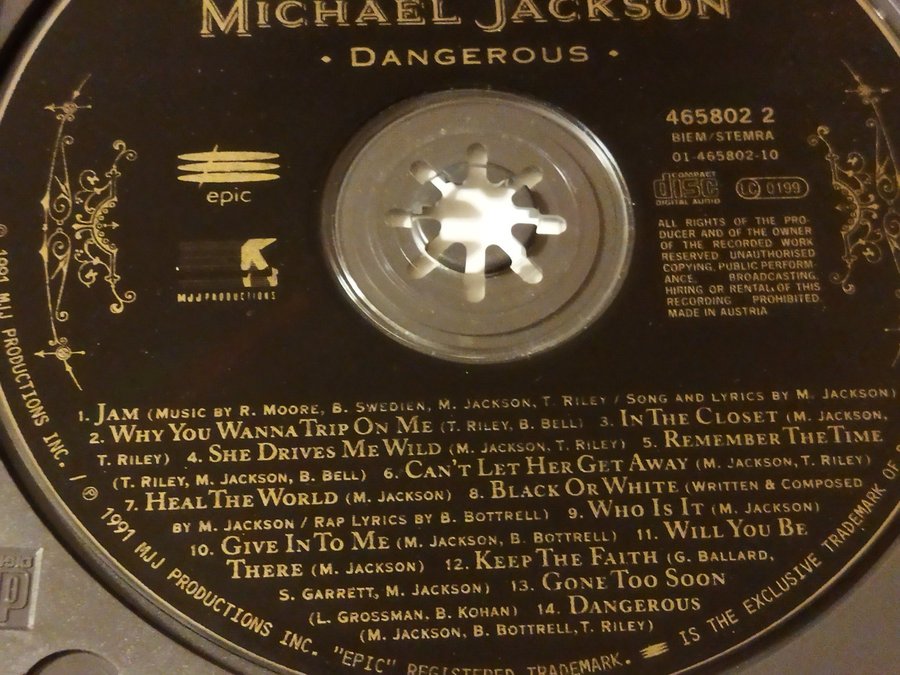 MICHAEL JACKSON
• DANGEROUS •
epic
MJJ PRODUCTIONS
465802 2
BIEM/STEMRA
01-465802-10
COMPACT
disc
DIGITAL AUDIO
LC 0199
ALL RIGHTS OF THE PRO-
DUCER AND OF THE OWNER
OF THE RECORDED WORK
RESERVED UNAUTHORISED
COPYING, PUBLIC PERFORM
ANCE, BROADCASTING,
HIRING OR RENTAL, OF THIS
RECORDING PROHIBITED
MADE IN AUSTRIA
1. JAM (MUSIC BY R. MOORE, B. SWEDIEN, M. JACKSON, T. RILEY / SONG AND LYRICS BY M. JACKSON)
2. WHY YOU WANNA TRIP ON ME (T. RILEY, B. BELL) 3. IN THE CLOSET (M. JACKSON,
T. RILEY) 4. SHE DRIVES ME WILD (M. JACKSON, T. RILEY) 5. REMEMBER THE TIME
(T. RILEY, M. JACKSON, B. BELL) 6. CAN'T LET HER GET AWAY (M. JACKSON, T. RILEY)
7. HEAL THE WORLD (M. JACKSON) 8. BLACK OR WHITE (WRITTEN & COMPOSED
BY M. JACKSON / RAP LYRICS BY B. BOTTRELL) 9. WHO IS IT (M. JACKSON)
10. GIVE IN TO ME (M. JACKSON, B. BOTTRELL) 11. WILL YOU BE
THERE (M. JACKSON) 12. KEEP THE FAITH (G. BALLARD,
S. GARRETT, M. JACKSON) 13. GONE TOO SOON
(L. GROSSMAN, B. KOHAN) 14. DANGEROUS
(M. JACKSON, B. BOTTRELL, T. RILEY)
© 1991 MJJ PRODUCTIONS INC. / ℗ 1991 MJJ PRODUCTIONS INC. "EPIC" REGISTERED TRADEMARK. IS THE EXCLUSIVE TRADEMARK OF